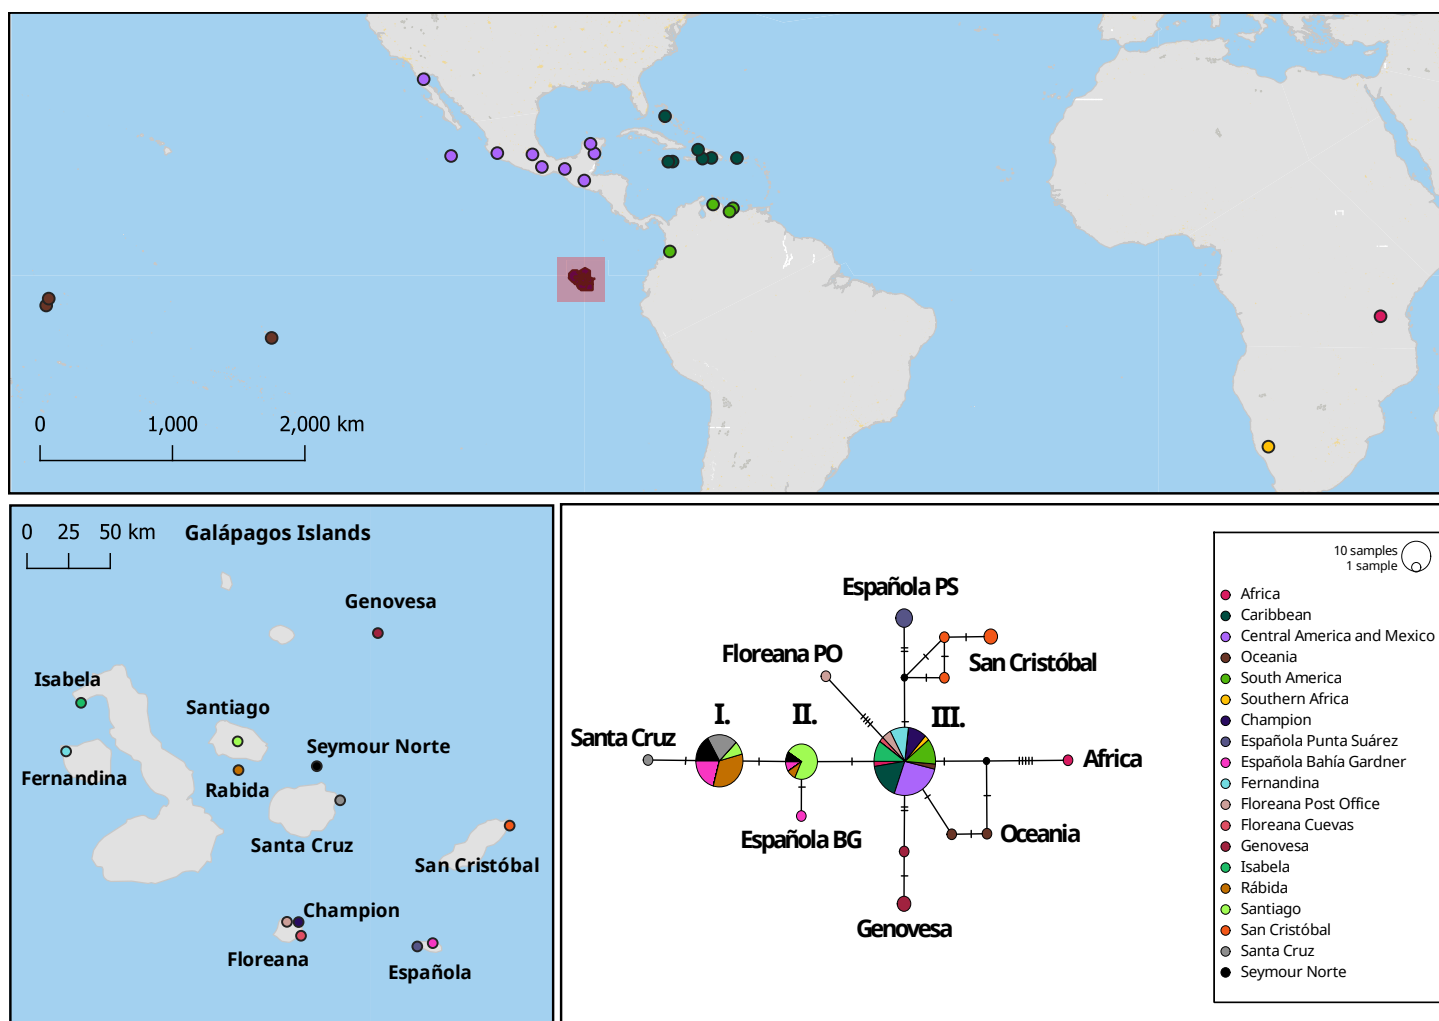 0 1,000 2,000 km
0 25 50 km Galápagos Islands
Genovesa
Isabela
Santiago
Seymour Norte
Fernandina
Rabida
Santa Cruz
San Cristóbal
Champion
Floreana
Española
Española PS
Floreana PO
San Cristóbal
I. II. III.
Santa Cruz
Africa
Española BG
Oceania
Genovesa
10 samples
1 sample
Africa
Caribbean
Central America and Mexico
Oceania
South America
Southern Africa
Champion
Española Punta Suárez
Española Bahía Gardner
Fernandina
Floreana Post Office
Floreana Cuevas
Genovesa
Isabela
Rábida
Santiago
San Cristóbal
Santa Cruz
Seymour Norte